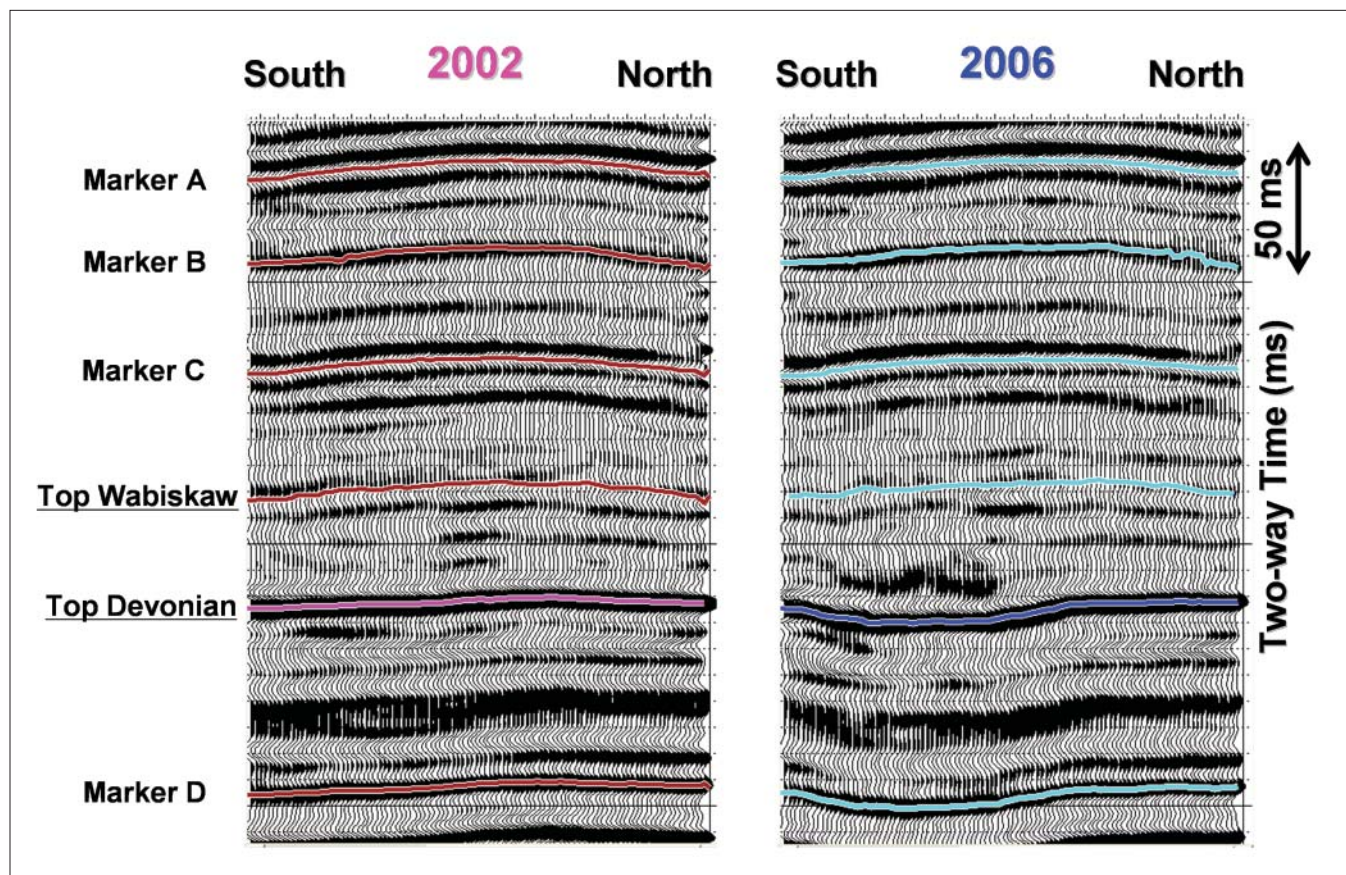 2002
South North
2006
South North
Marker A
Marker B
Marker C
Top Wabiskaw
Top Devonian
Marker D
50 ms
Two-way Time (ms)